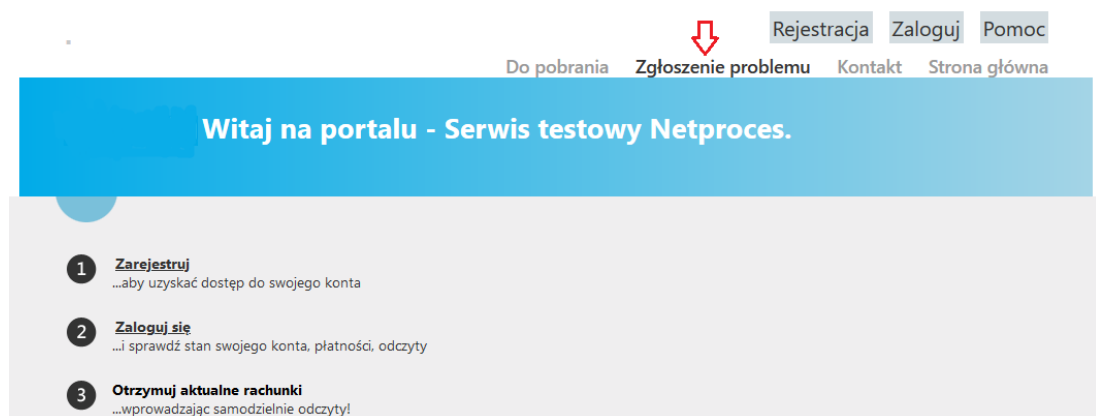 Rejestracja Zaloguj Pomoc
Do pobrania Zgłoszenie problemu Kontakt Strona główna
Witaj na portalu - Serwis testowy Netproces.
1 Zarejestruj
...aby uzyskać dostęp do swojego konta
2 Zaloguj się
...i sprawdź stan swojego konta, płatności, odczyty
3 Otrzymuj aktualne rachunki
...wprowadzając samodzielnie odczyty!